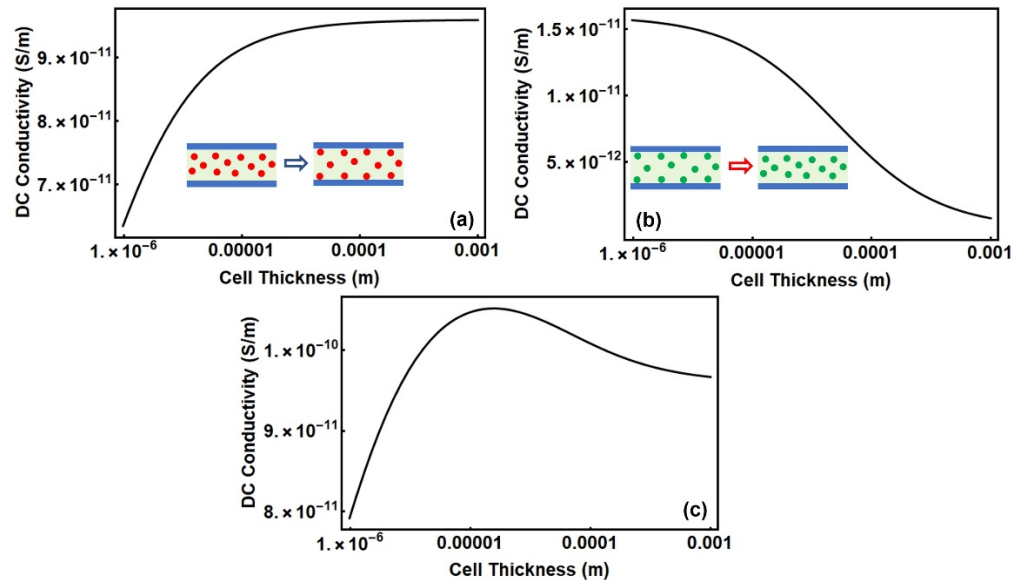 DC Conductivity (S/m)
9.×10⁻¹¹
8.×10⁻¹¹
7.×10⁻¹¹
(a)
1.×10⁻⁶ 0.00001 0.0001 0.001
Cell Thickness (m)
DC Conductivity (S/m)
1.5×10⁻¹¹
1.×10⁻¹¹
5.×10⁻¹²
(b)
1.×10⁻⁶ 0.00001 0.0001 0.001
Cell Thickness (m)
DC Conductivity (S/m)
1.×10⁻¹⁰
9.×10⁻¹¹
8.×10⁻¹¹
(c)
1.×10⁻⁶ 0.00001 0.0001 0.001
Cell Thickness (m)